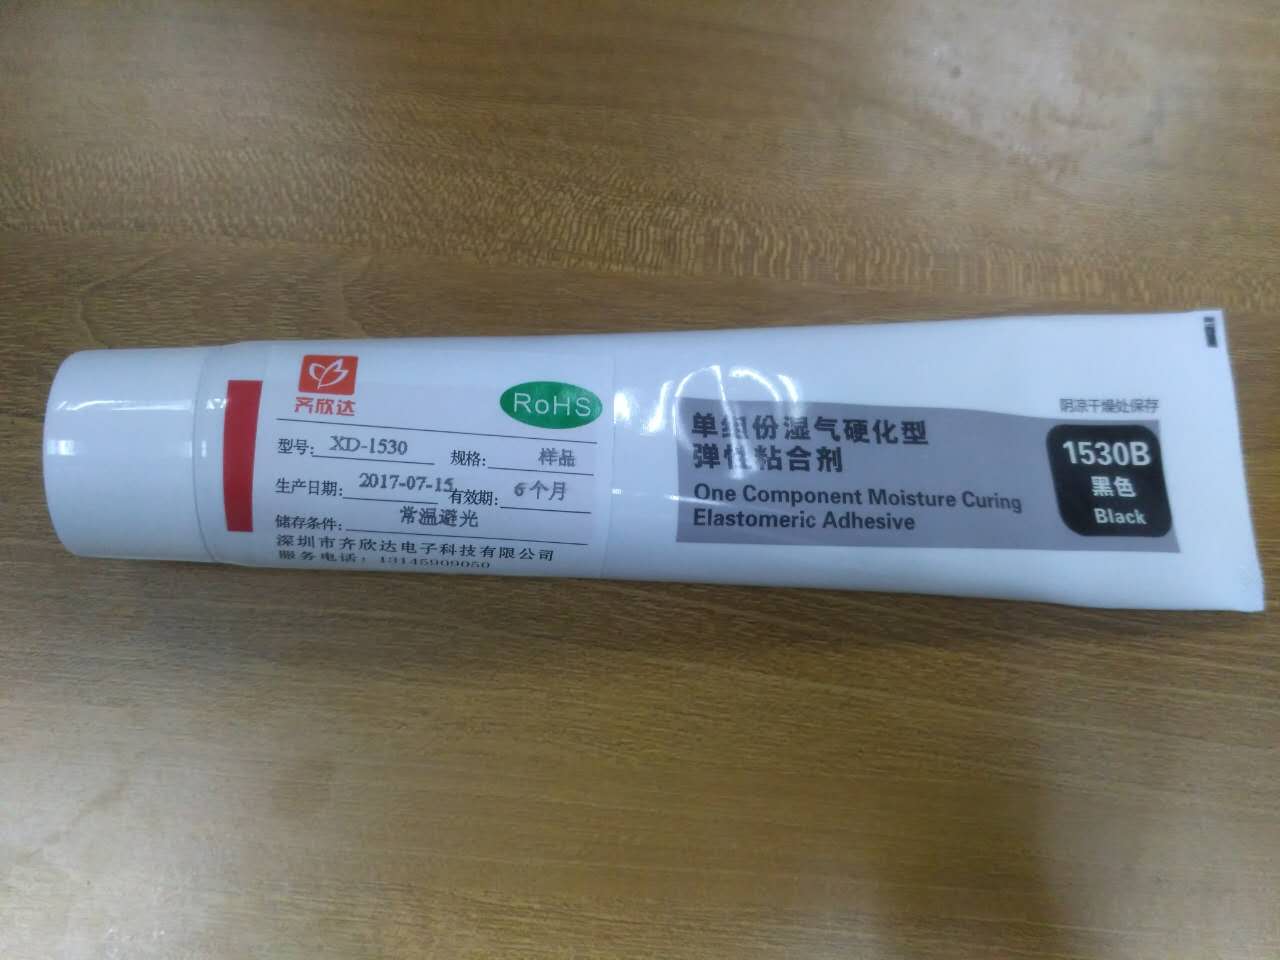 齐欣达
RoHS
型号: XD-1530 规格: 样品
生产日期: 2017-07-15 有效期: 6个月
储存条件: 常温避光
深圳市齐欣达电子科技有限公司
服务电话: 13145909050
单组份湿气硬化型
弹性粘合剂
One Component Moisture Curing
Elastomeric Adhesive
阴凉干燥处保存
1530B
黑色
Black